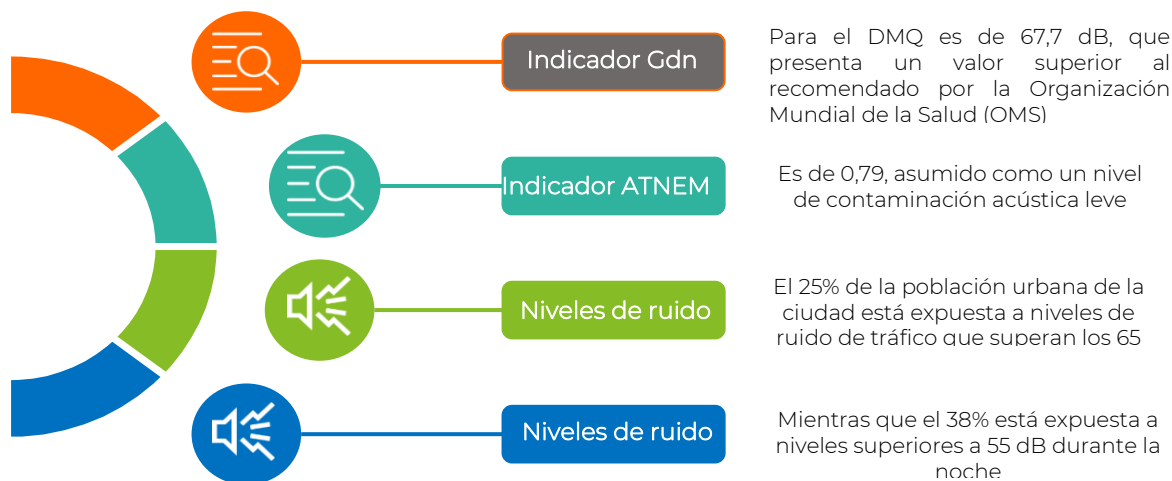 Indicador Gdn
Para el DMQ es de 67,7 dB, que
presenta un valor superior al
recomendado por la Organización
Mundial de la Salud (OMS)
Indicador ATNEM
Es de 0,79, asumido como un nivel
de contaminación acústica leve
Niveles de ruido
El 25% de la población urbana de la
ciudad está expuesta a niveles de
ruido de tráfico que superan los 65
Niveles de ruido
Mientras que el 38% está expuesta a
niveles superiores a 55 dB durante la
noche